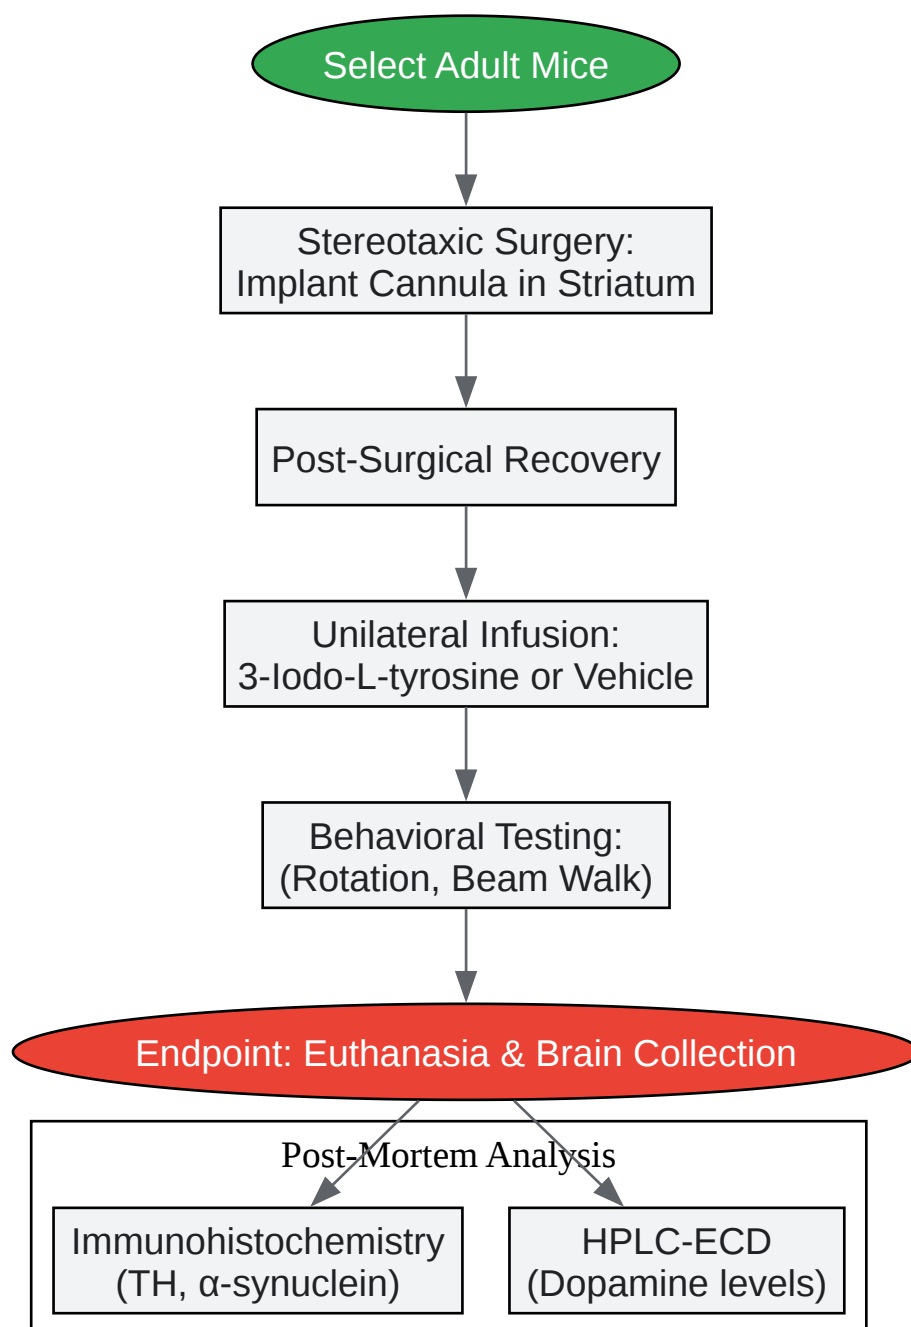 Select Adult Mice
Stereotaxic Surgery:
Implant Cannula in Striatum
Post-Surgical Recovery
Unilateral Infusion:
3-Iodo-L-tyrosine or Vehicle
Behavioral Testing:
(Rotation, Beam Walk)
Endpoint: Euthanasia & Brain Collection
Post-Mortem Analysis
Immunohistochemistry
(TH, α-synuclein)
HPLC-ECD
(Dopamine levels)